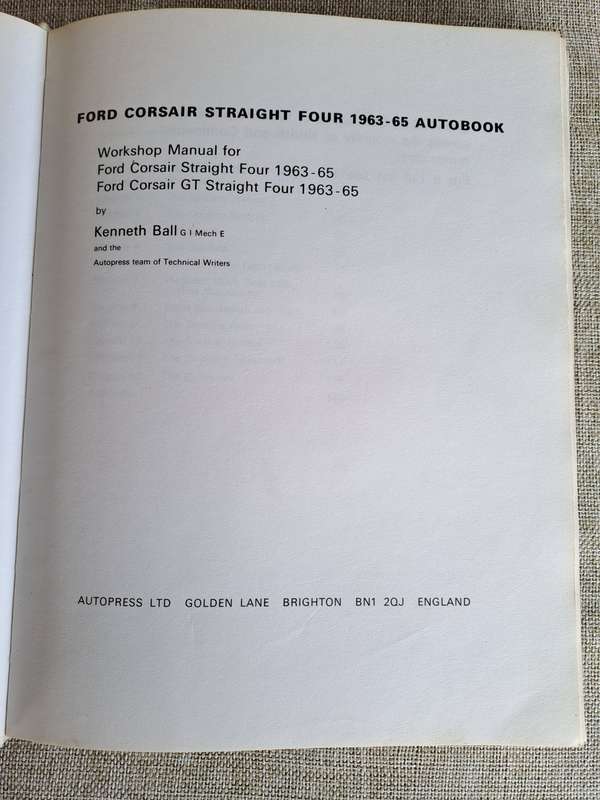 FORD CORSAIR STRAIGHT FOUR 1963-65 AUTOBOOK
Workshop Manual for
Ford Corsair Straight Four 1963-65
Ford Corsair GT Straight Four 1963-65
by
Kenneth Ball G I Mech E
and the
Autopress team of Technical Writers
AUTOPRESS LTD GOLDEN LANE BRIGHTON BN1 2QJ ENGLAND